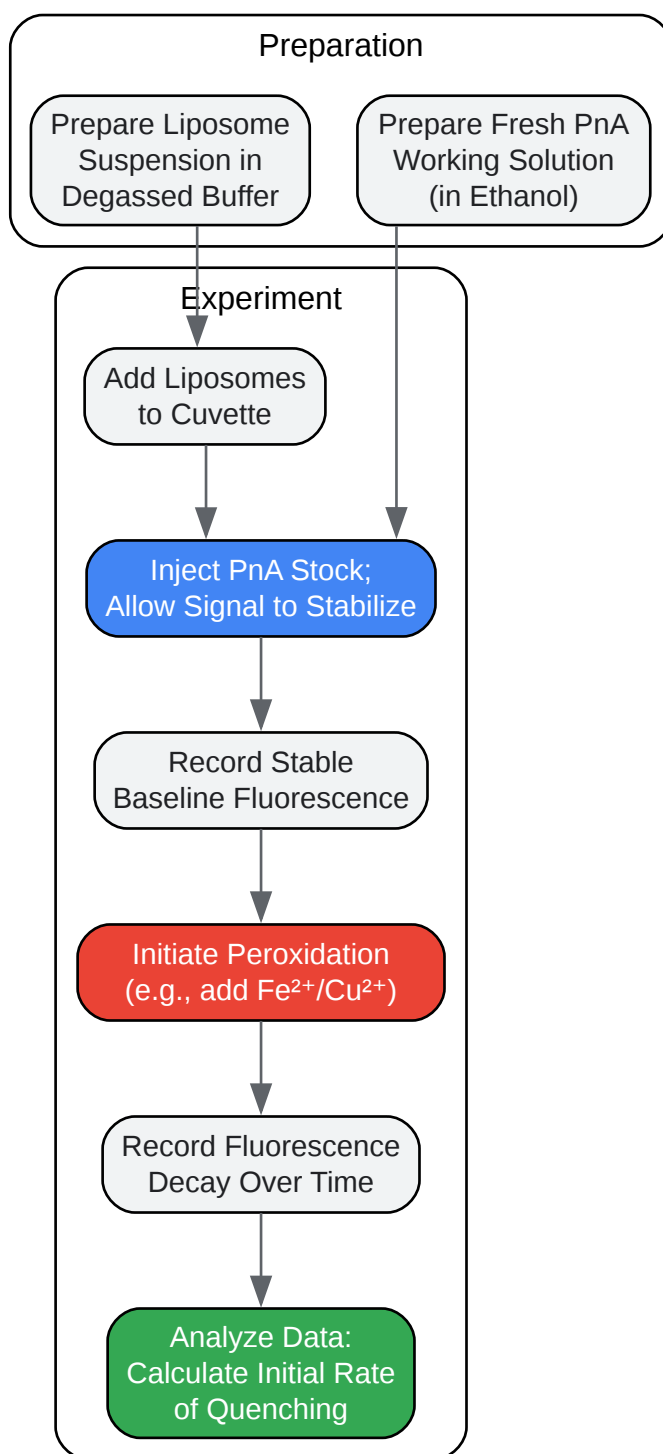 Preparation
Prepare Liposome
Suspension in
Degassed Buffer
Prepare Fresh PnA
Working Solution
(in Ethanol)
Experiment
Add Liposomes
to Cuvette
Inject PnA Stock;
Allow Signal to Stabilize
Record Stable
Baseline Fluorescence
Initiate Peroxidation
(e.g., add Fe²⁺/Cu²⁺)
Record Fluorescence
Decay Over Time
Analyze Data:
Calculate Initial Rate
of Quenching